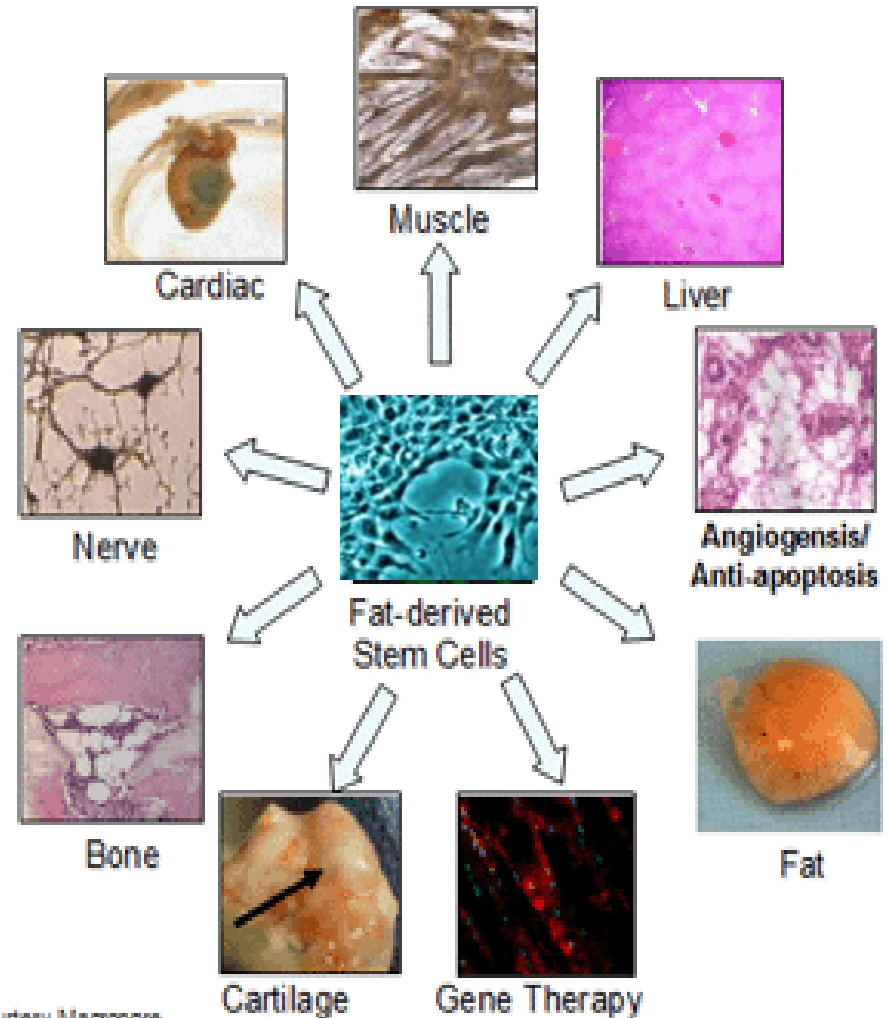 Muscle
Cardiac
Liver
Nerve
Angiogensis/
Anti-apoptosis
Fat-derived
Stem Cells
Bone
Fat
Cartilage
Gene Therapy